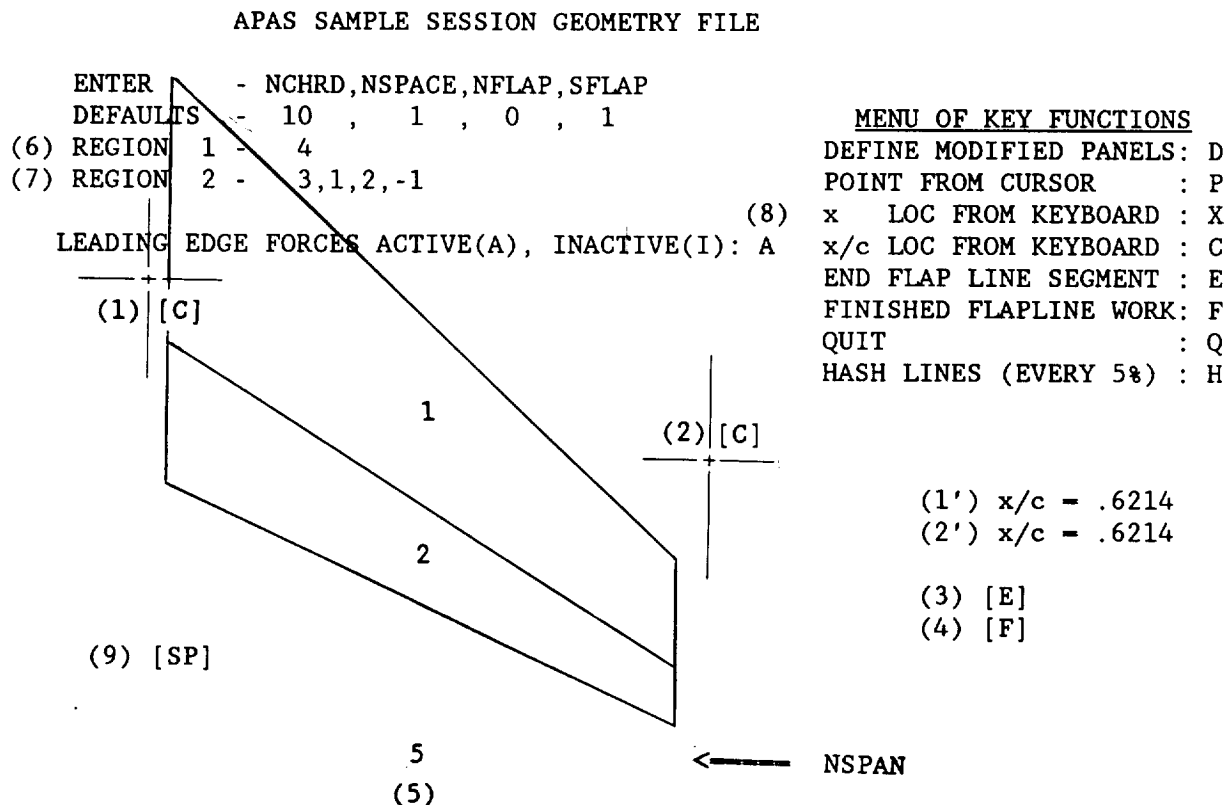 APAS SAMPLE SESSION GEOMETRY FILE
ENTER - NCHRD,NSPACE,NFLAP,SFLAP
DEFAULTS - 10 , 1 , 0 , 1
(6) REGION 1 - 4
(7) REGION 2 - 3,1,2,-1
LEADING EDGE FORCES ACTIVE(A), INACTIVE(I): A
(8)
MENU OF KEY FUNCTIONS
DEFINE MODIFIED PANELS: D
POINT FROM CURSOR : P
x LOC FROM KEYBOARD : X
x/c LOC FROM KEYBOARD : C
END FLAP LINE SEGMENT : E
FINISHED FLAPLINE WORK: F
QUIT : Q
HASH LINES (EVERY 5%) : H
(1) [C]
1
(2) [C]
(1') x/c = .6214
(2') x/c = .6214
2
(3) [E]
(4) [F]
(9) [SP]
5
NSPAN
(5)